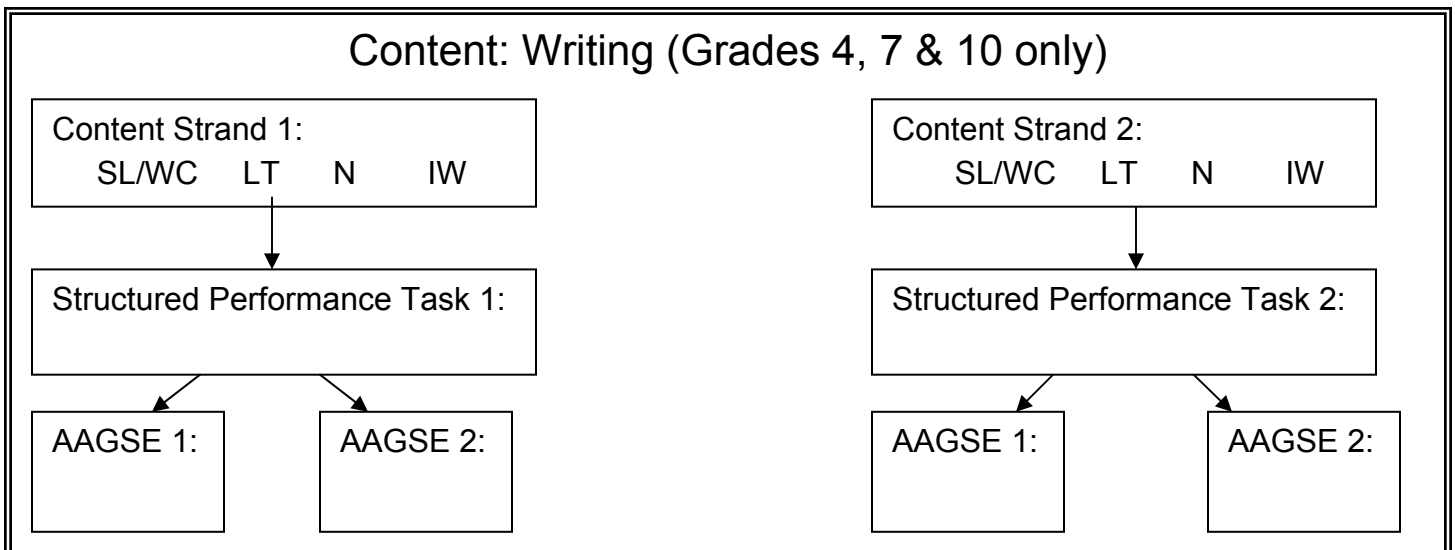 Content: Writing (Grades 4, 7 & 10 only)
Content Strand 1:
SL/WC LT N IW
Content Strand 2:
SL/WC LT N IW
Structured Performance Task 1:
Structured Performance Task 2:
AAGSE 1:
AAGSE 2:
AAGSE 1:
AAGSE 2: